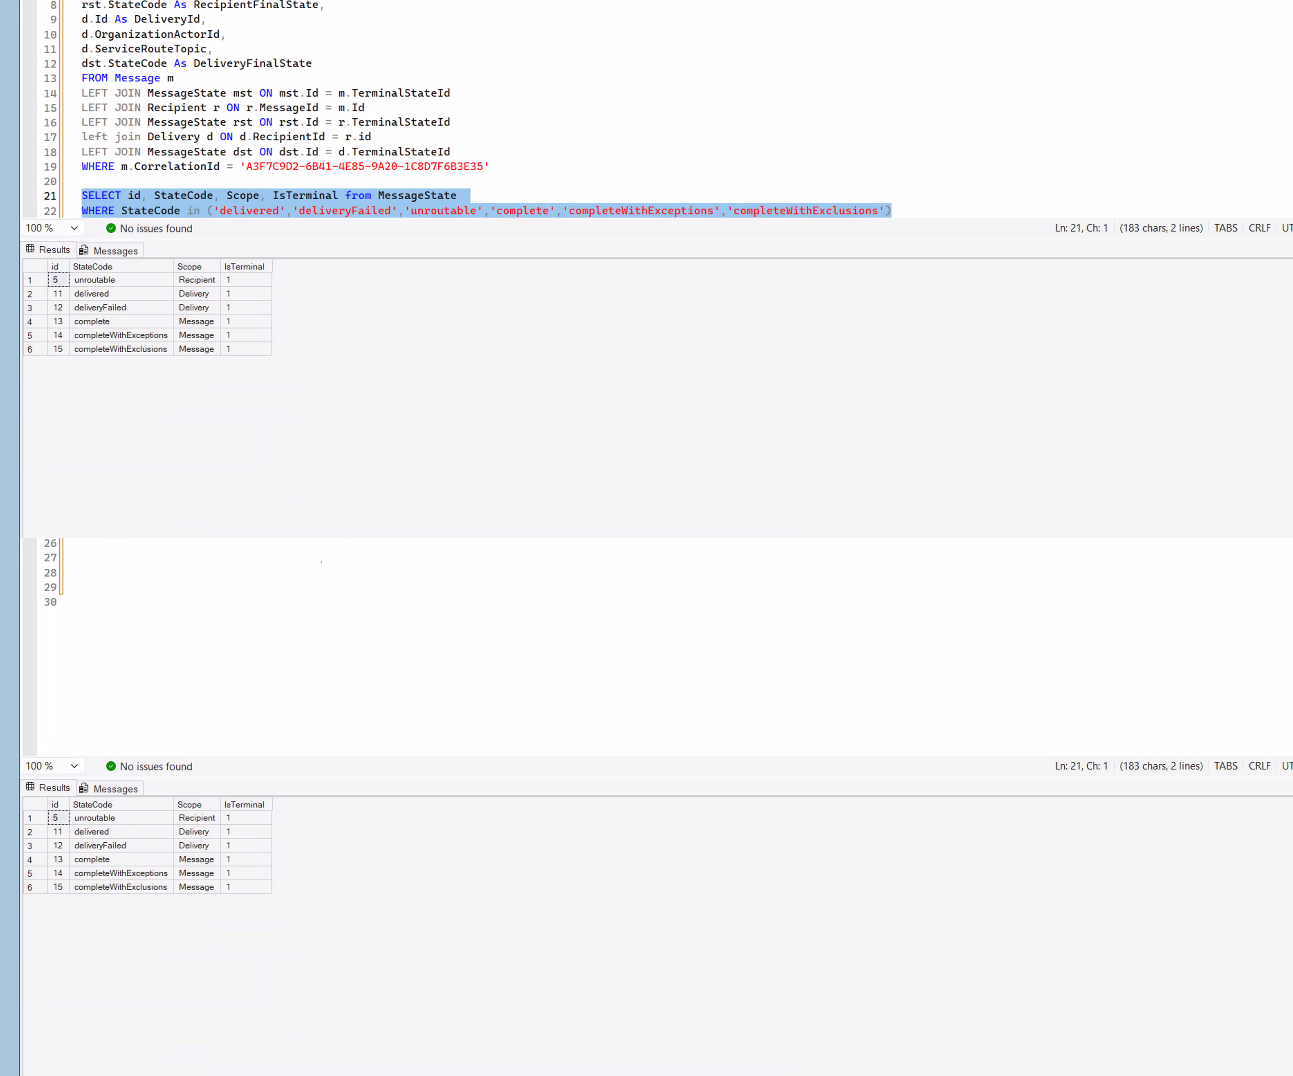 8 rst.StateCode As RecipientFinalState,
9 d.Id As DeliveryId,
10 d.OrganizationActorId,
11 d.ServiceRouteTopic,
12 dst.StateCode As DeliveryFinalState
13 FROM Message m
14 LEFT JOIN MessageState mst ON mst.Id = m.TerminalStateId
15 LEFT JOIN Recipient r ON r.MessageId = m.Id
16 LEFT JOIN MessageState rst ON rst.Id = r.TerminalStateId
17 left join Delivery d ON d.RecipientId = r.id
18 LEFT JOIN MessageState dst ON dst.Id = d.TerminalStateId
19 WHERE m.CorrelationId = 'A3F7C9D2-6B41-4E85-9A20-1C8D7F6B3E35'
20
21 SELECT id, StateCode, Scope, IsTerminal from MessageState
22 WHERE StateCode in ('delivered','deliveryFailed','unroutable','complete','completeWithExceptions','completeWithExclusions')
100 % No issues found Ln: 21, Ch: 1 (183 chars, 2 lines) TABS CRLF UT
Results Messages
id StateCode Scope IsTerminal
1 5 unroutable Recipient 1
2 11 delivered Delivery 1
3 12 deliveryFailed Delivery 1
4 13 complete Message 1
5 14 completeWithExceptions Message 1
6 15 completeWithExclusions Message 1
26
27
28
29
30
100 % No issues found Ln: 21, Ch: 1 (183 chars, 2 lines) TABS CRLF UT
Results Messages
id StateCode Scope IsTerminal
1 5 unroutable Recipient 1
2 11 delivered Delivery 1
3 12 deliveryFailed Delivery 1
4 13 complete Message 1
5 14 completeWithExceptions Message 1
6 15 completeWithExclusions Message 1